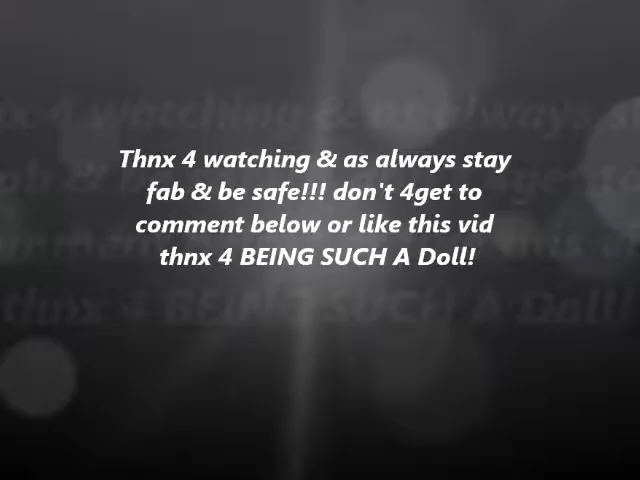 Thnx 4 watching & as always stay
fab & be safe!!! don't 4get to
comment below or like this vid
thnx 4 BEING SUCH A Doll!